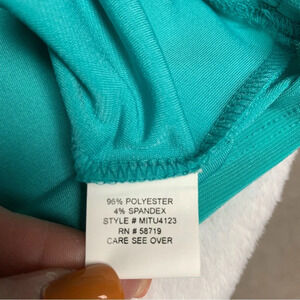 96% POLYESTER
4% SPANDEX
STYLE # MITU4123
RN # 58719
CARE SEE OVER